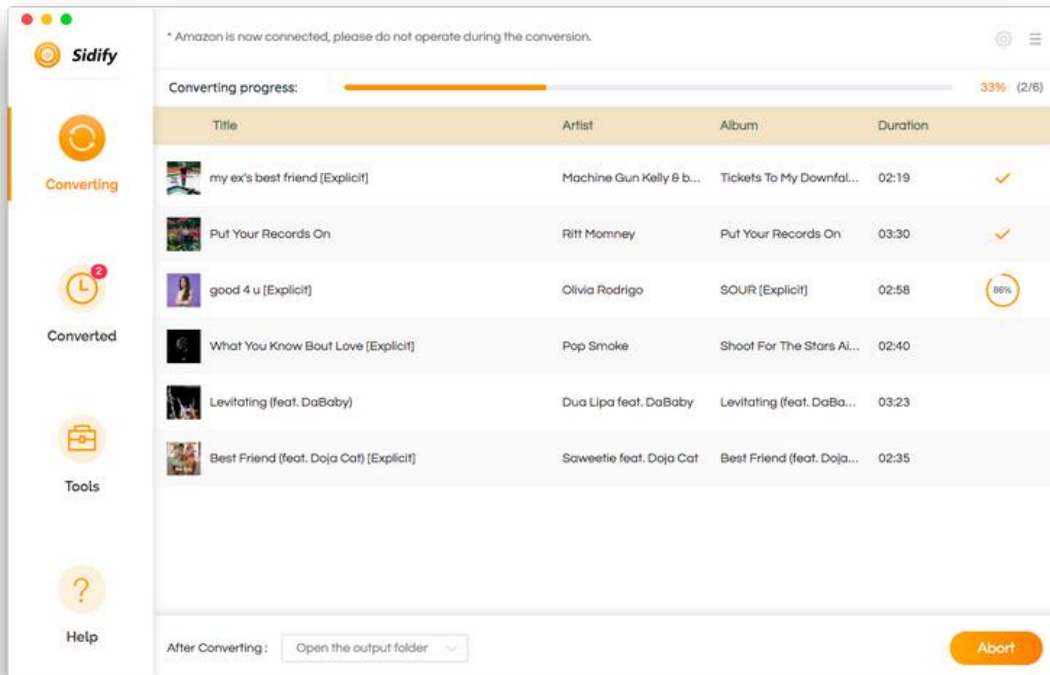 Sidify
* Amazon is now connected, please do not operate during the conversion.
Converting progress: 33% (2/6)
Title Artist Album Duration
my ex's best friend [Explicit] Machine Gun Kelly & b... Tickets To My Downfal... 02:19
Put Your Records On Ritt Momney Put Your Records On 03:30
good 4 u [Explicit] Olivia Rodrigo SOUR [Explicit] 02:58 86%
What You Know Bout Love [Explicit] Pop Smoke Shoot For The Stars Ai... 02:40
Levitating (feat. DaBaby) Dua Lipa feat. DaBaby Levitating (feat. DaBa... 03:23
Best Friend (feat. Doja Cat) [Explicit] Saweetie feat. Doja Cat Best Friend (feat. Doja... 02:35
Converting
2
Converted
Tools
? 
Help
After Converting: Open the output folder
Abort